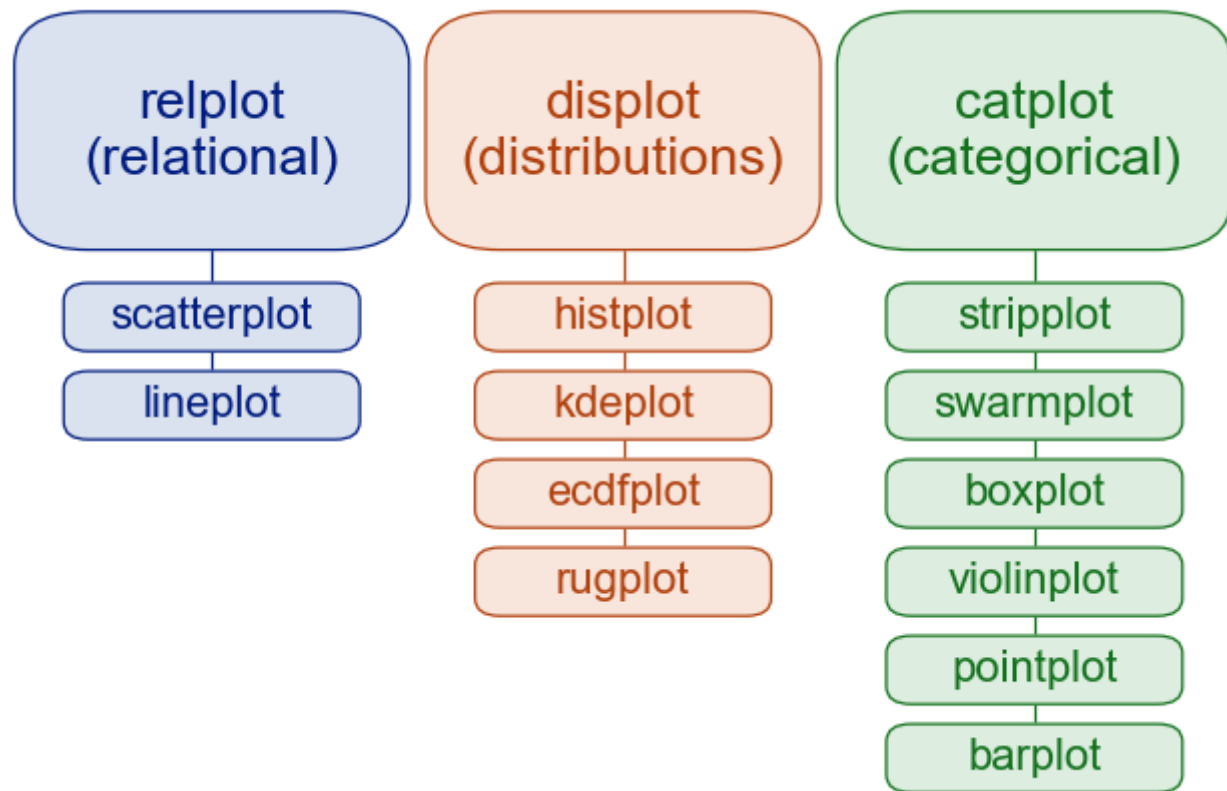 relplot
(relational)
scatterplot
lineplot
displot
(distributions)
histplot
kdeplot
ecdfplot
rugplot
catplot
(categorical)
stripplot
swarmplot
boxplot
violinplot
pointplot
barplot